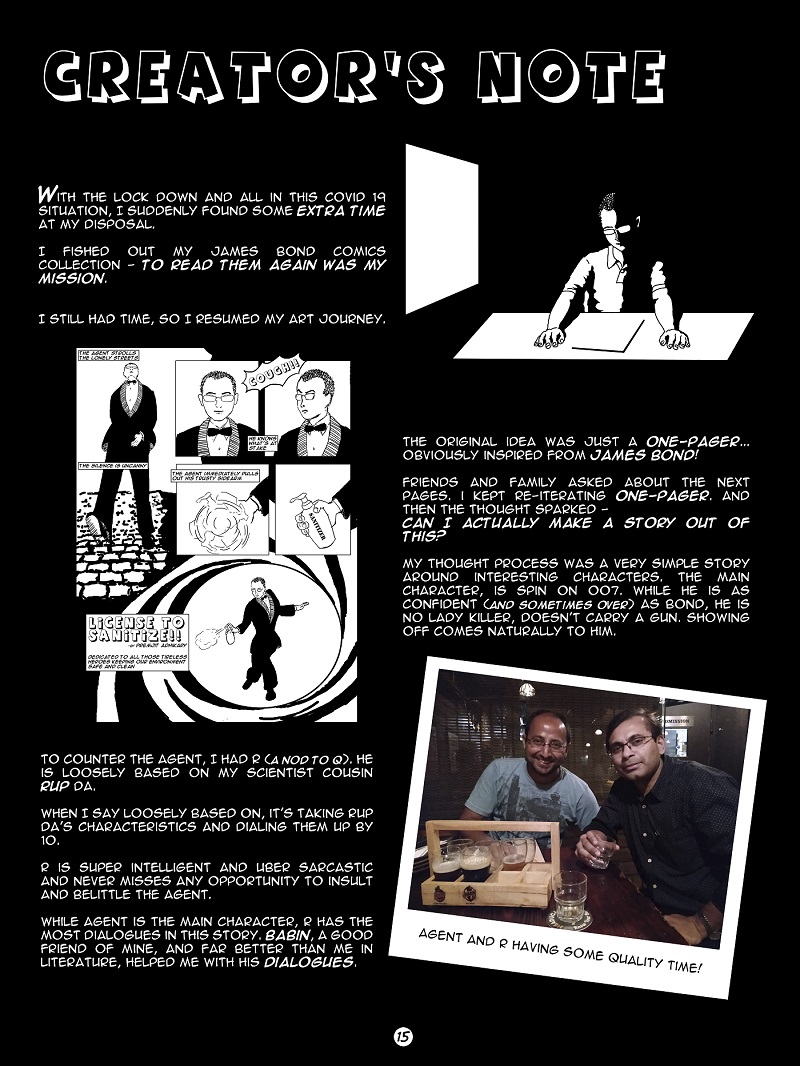 CREATOR'S NOTE
WITH THE LOCK DOWN AND ALL IN THIS COVID 19
SITUATION, I SUDDENLY FOUND SOME EXTRA TIME
AT MY DISPOSAL.
I FISHED OUT MY JAMES BOND COMICS
COLLECTION - TO READ THEM AGAIN WAS MY
MISSION.
I STILL HAD TIME, SO I RESUMED MY ART JOURNEY.
THE AGENT STROLLS
THE LONELY STREETS
COUGH!!
HE KNOWS
WHAT'S AT
STAKE
THE SILENCE IS UNCANNY
THE AGENT IMMEDIATELY PULLS
OUT HIS TRUSTY SIDEARM
SANITIZER
LICENSE TO
SANITIZE!!
-BY PREMJIT ADHIKARY
DEDICATED TO ALL THOSE TIRELESS
HEROES KEEPING OUR ENVIRONMENT
SAFE AND CLEAN
TO COUNTER THE AGENT, I HAD R (A NOD TO Q). HE
IS LOOSELY BASED ON MY SCIENTIST COUSIN
RUP DA.
WHEN I SAY LOOSELY BASED ON, IT'S TAKING RUP
DA'S CHARACTERISTICS AND DIALING THEM UP BY
10.
R IS SUPER INTELLIGENT AND UBER SARCASTIC
AND NEVER MISSES ANY OPPORTUNITY TO INSULT
AND BELITTLE THE AGENT.
WHILE AGENT IS THE MAIN CHARACTER, R HAS THE
MOST DIALOGUES IN THIS STORY. BABIN, A GOOD
FRIEND OF MINE, AND FAR BETTER THAN ME IN
LITERATURE, HELPED ME WITH HIS DIALOGUES.
THE ORIGINAL IDEA WAS JUST A ONE-PAGER...
OBVIOUSLY INSPIRED FROM JAMES BOND!
FRIENDS AND FAMILY ASKED ABOUT THE NEXT
PAGES. I KEPT RE-ITERATING ONE-PAGER. AND
THEN THE THOUGHT SPARKED -
CAN I ACTUALLY MAKE A STORY OUT OF
THIS?
MY THOUGHT PROCESS WAS A VERY SIMPLE STORY
AROUND INTERESTING CHARACTERS. THE MAIN
CHARACTER, IS SPIN ON 007. WHILE HE IS AS
CONFIDENT (AND SOMETIMES OVER) AS BOND, HE IS
NO LADY KILLER, DOESN'T CARRY A GUN. SHOWING
OFF COMES NATURALLY TO HIM.
AGENT AND R HAVING SOME QUALITY TIME!
15